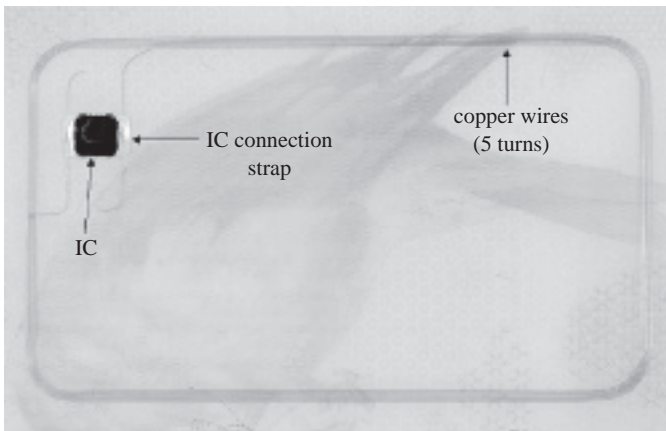 copper wires
(5 turns)
IC connection
strap
IC